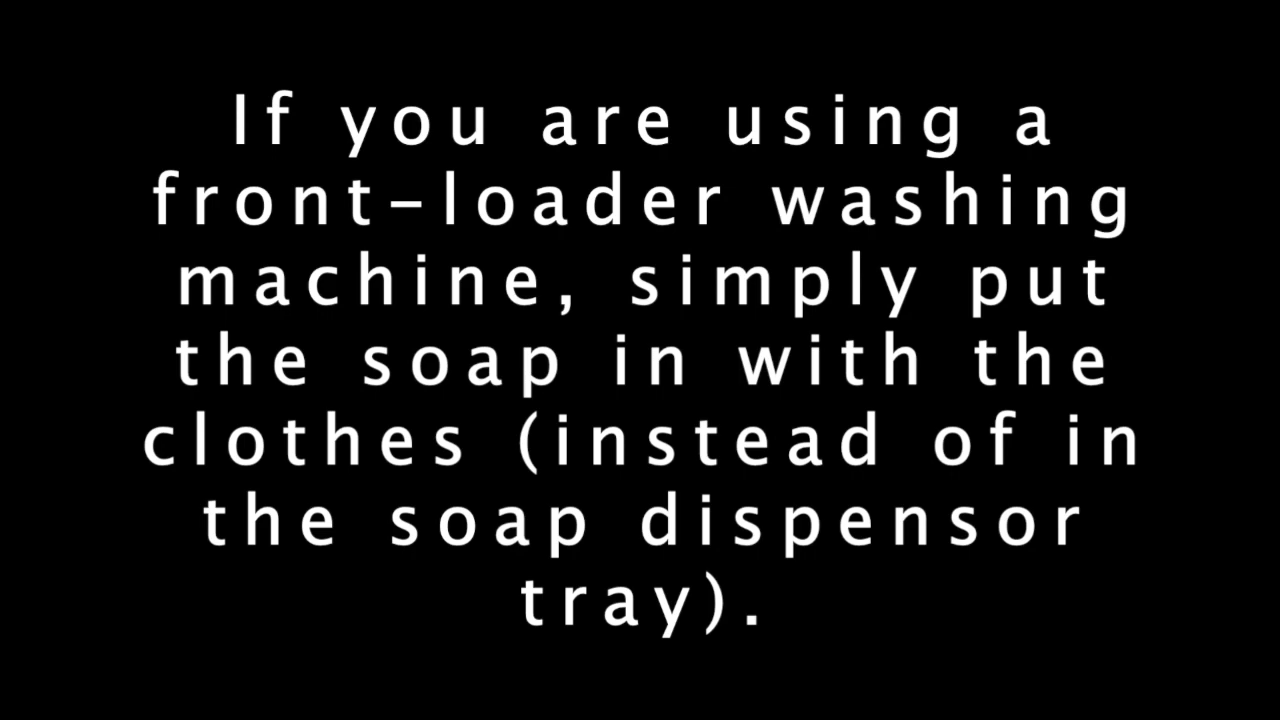 If you are using a
front-loader washing
machine, simply put
the soap in with the
clothes (instead of in
the soap dispensor
tray).